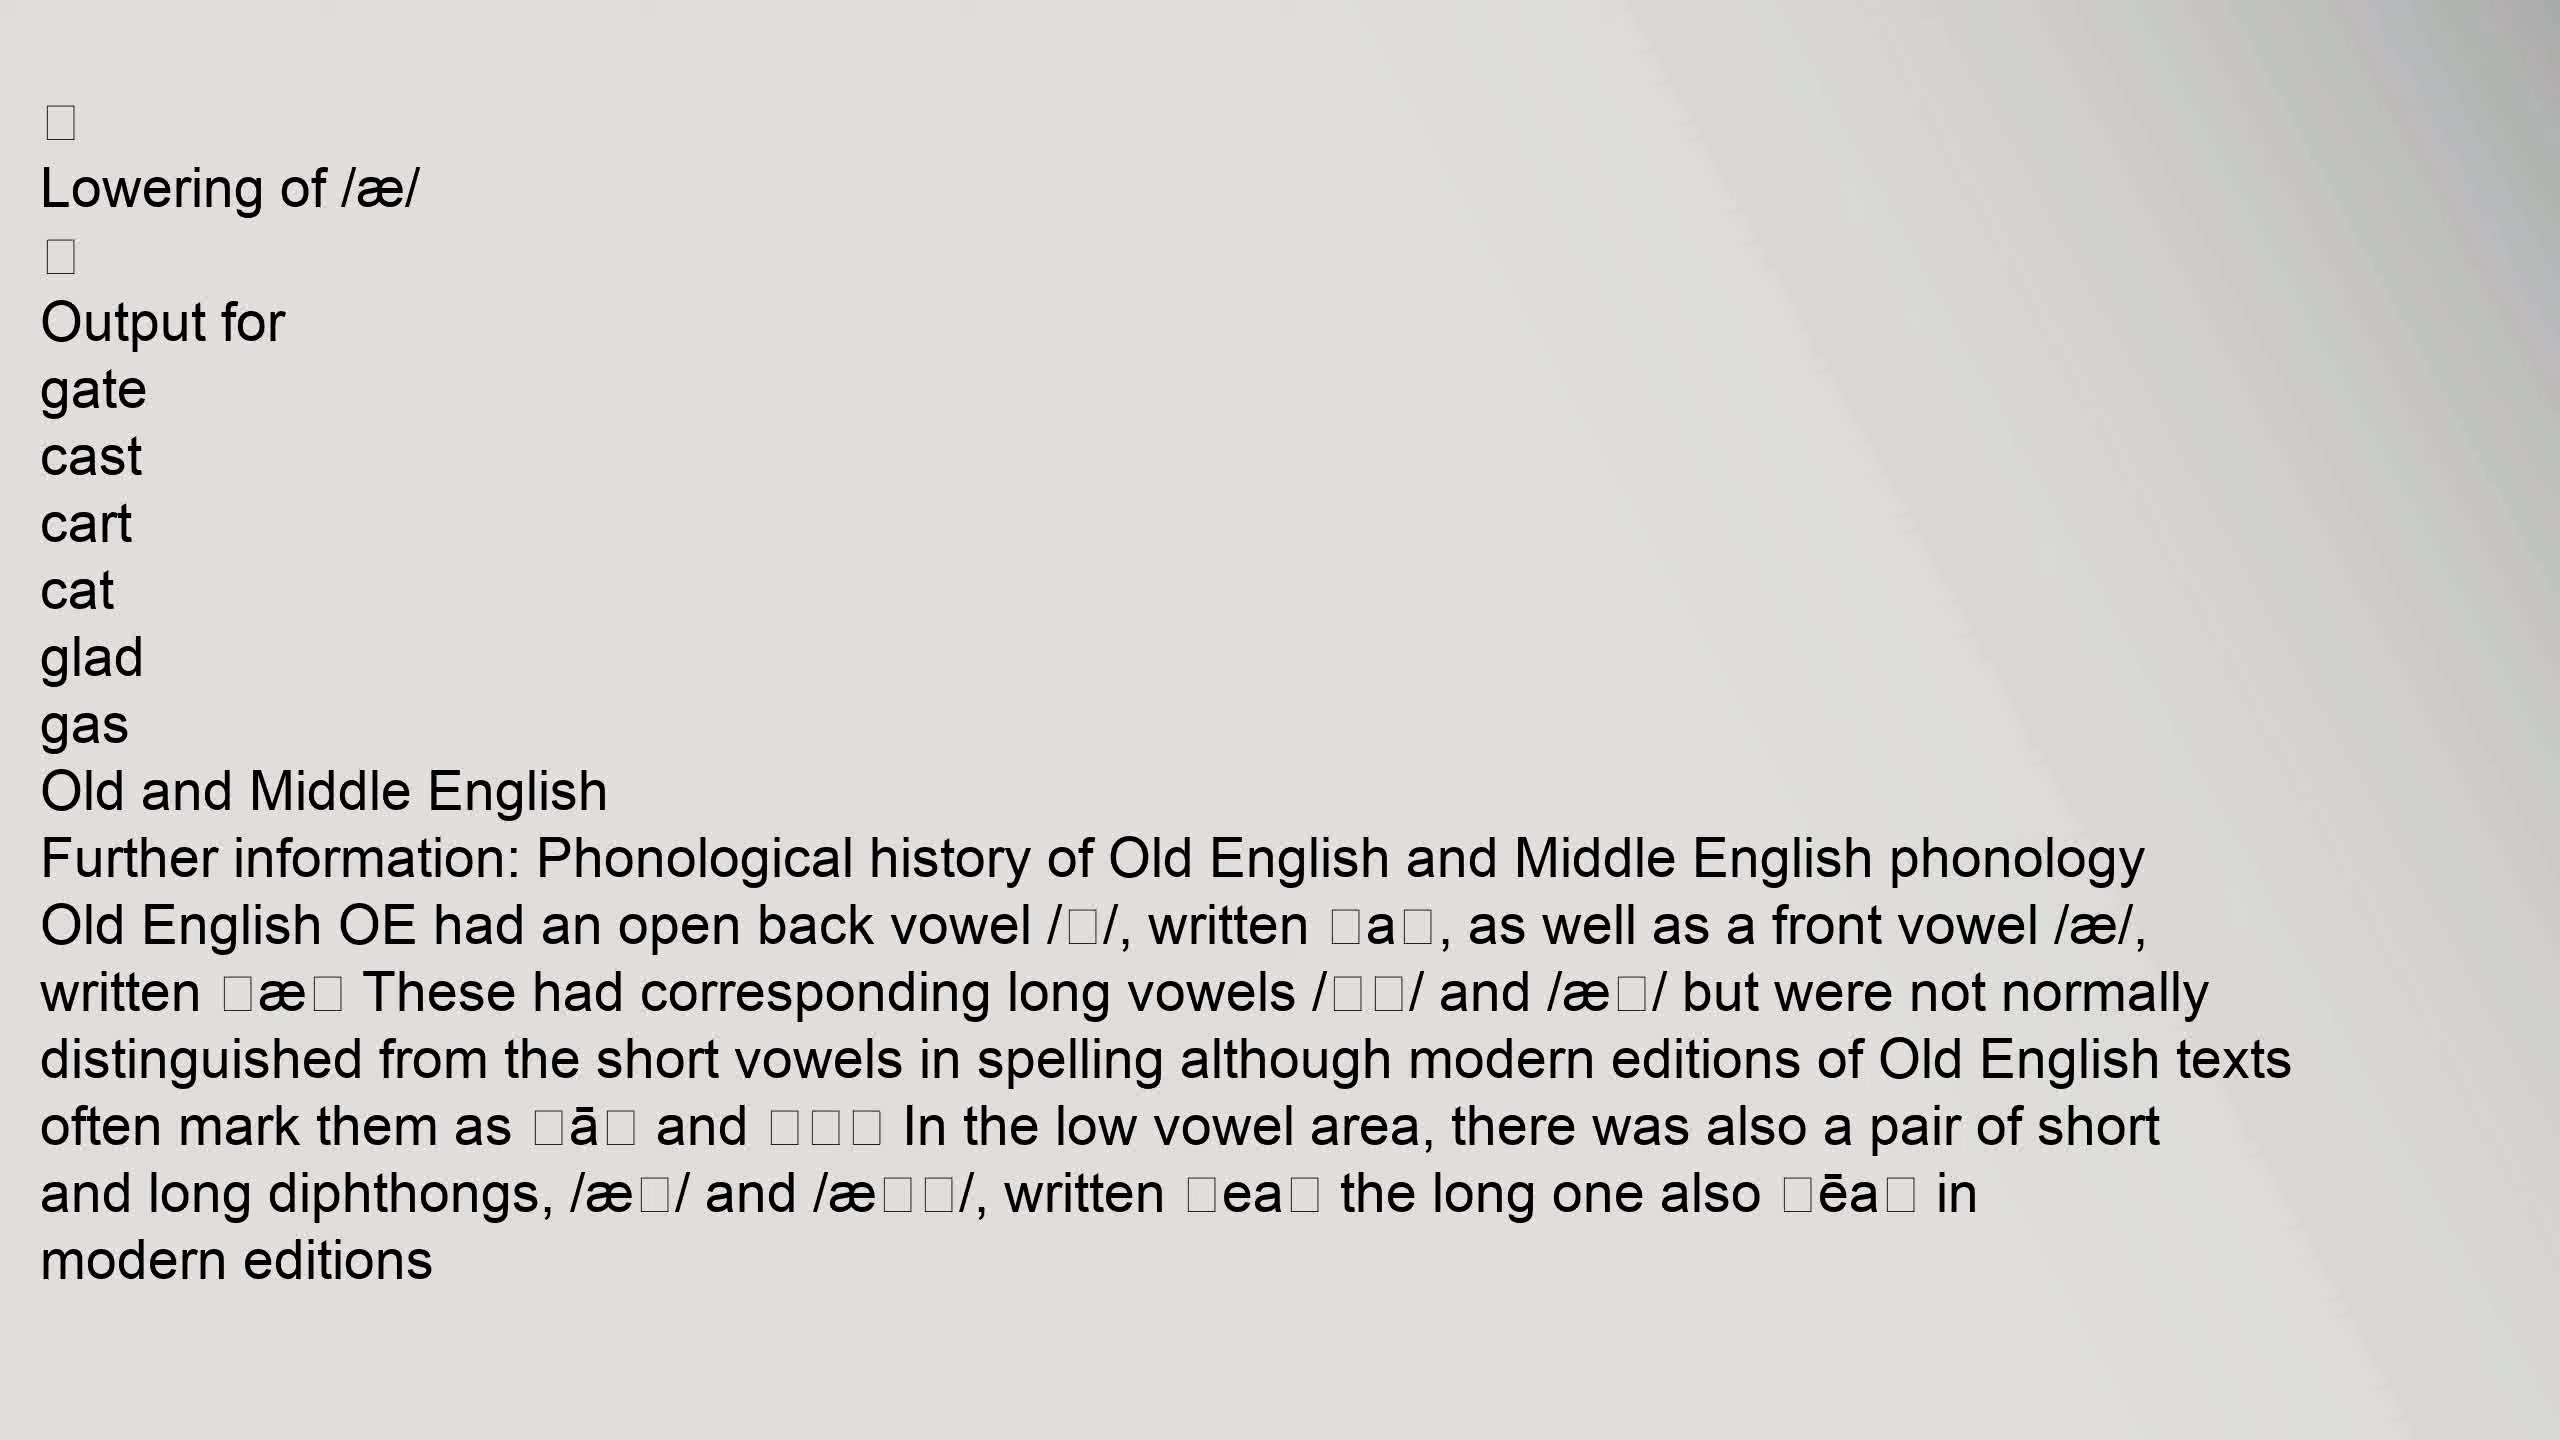 □
Lowering of /æ/
□
Output for
gate
cast
cart
cat
glad
gas
Old and Middle English
Further information: Phonological history of Old English and Middle English phonology
Old English OE had an open back vowel /□/, written □a□, as well as a front vowel /æ/,
written □æ□ These had corresponding long vowels /□□/ and /æ□/ but were not normally
distinguished from the short vowels in spelling although modern editions of Old English texts
often mark them as □ā□ and □□□ In the low vowel area, there was also a pair of short
and long diphthongs, /æ□/ and /æ□□/, written □ea□ the long one also □ēa□ in
modern editions